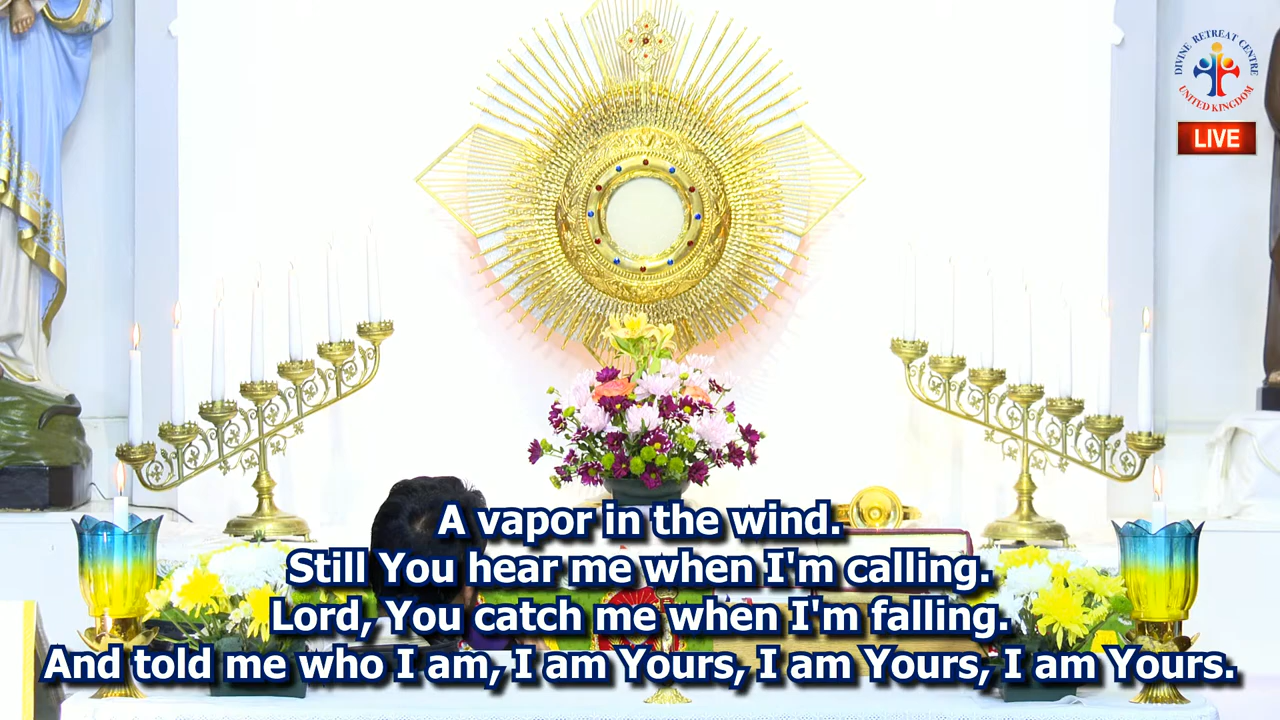 DIVINE RETREAT CENTRE
UNITED KINGDOM
LIVE
A vapor in the wind.
Still You hear me when I'm calling.
Lord, You catch me when I'm falling.
And told me who I am, I am Yours, I am Yours, I am Yours.